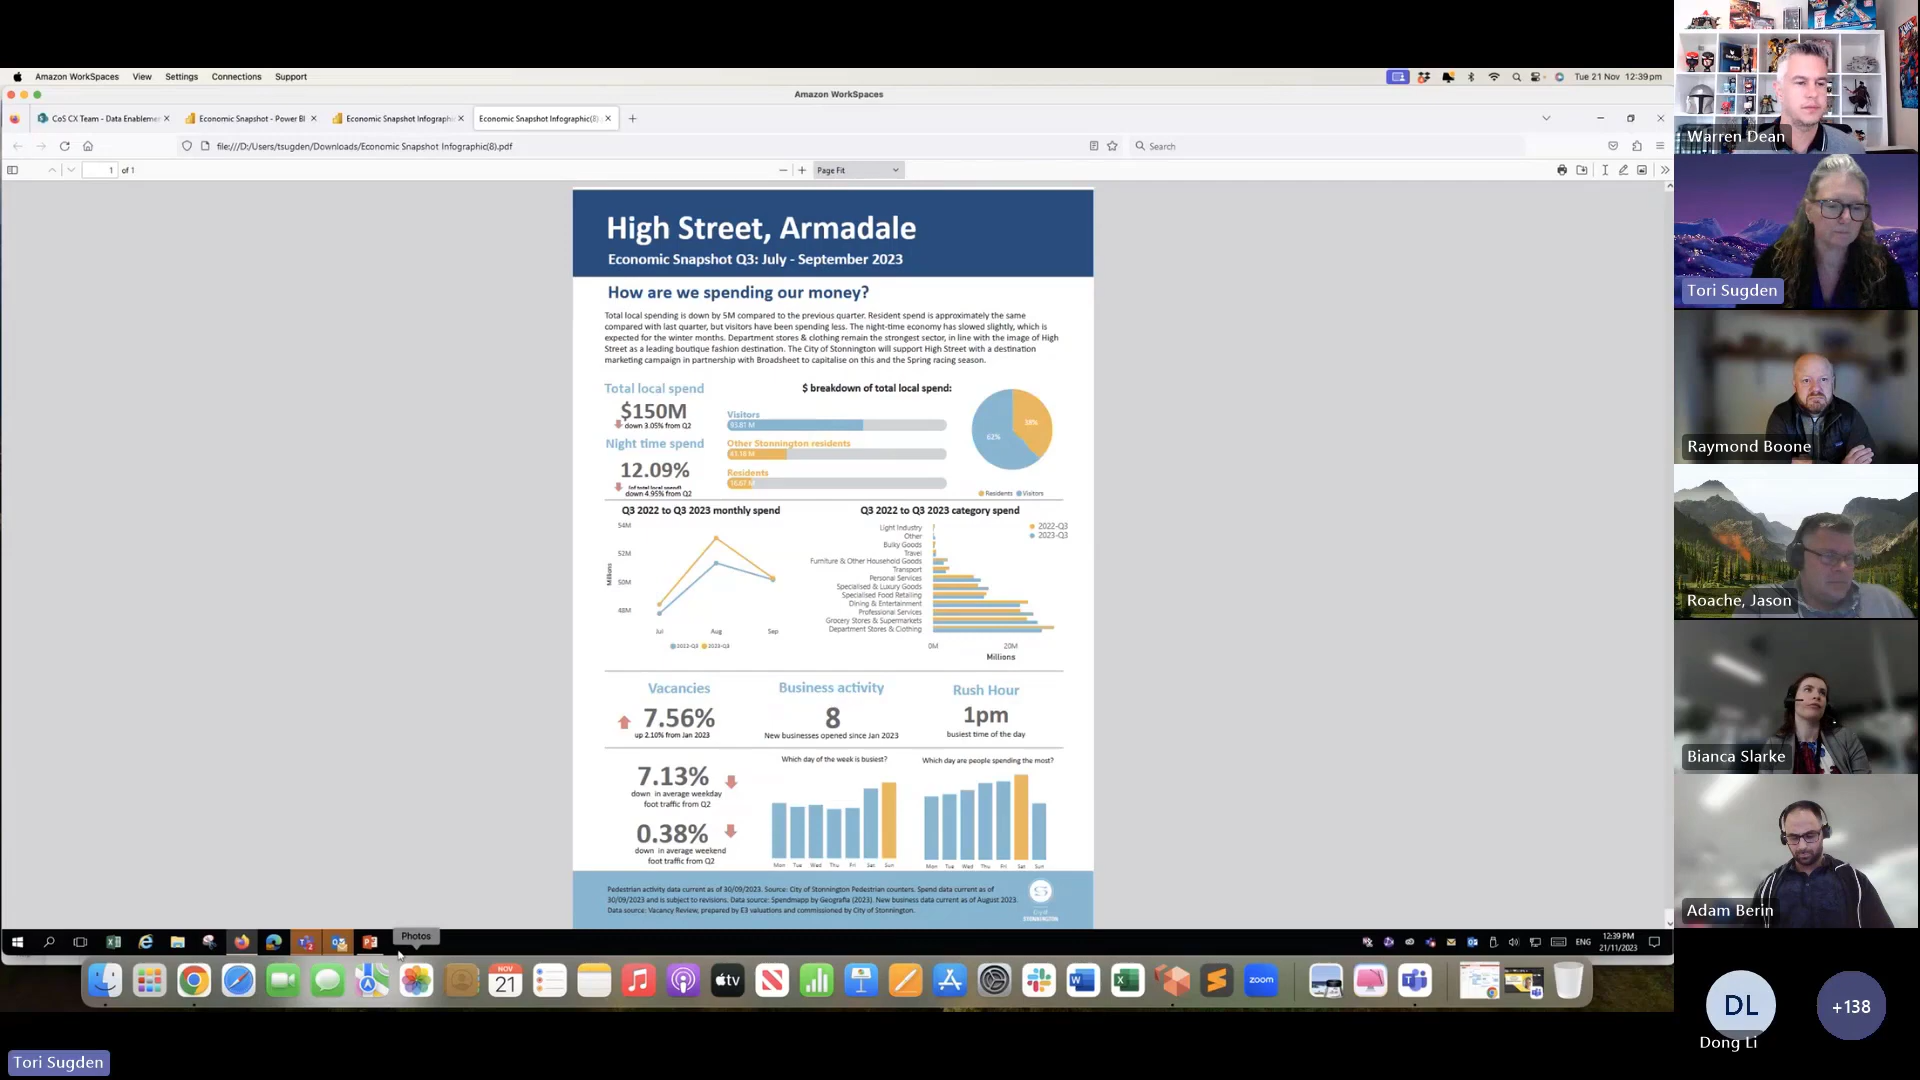 Amazon WorkSpaces View Settings Connections Support
Tue 21 Nov 12:39 pm
Amazon WorkSpaces
CoS CX Team - Data Enableme
Economic Snapshot - Power BI
Economic Snapshot Infographic
Economic Snapshot Infographic(8)
file:///D:/Users/tsugden/Downloads/Economic Snapshot Infographic(8).pdf
Search
1 of 1
Page Fit
High Street, Armadale
Economic Snapshot Q3: July - September 2023
How are we spending our money?
Total local spending is down by 5M compared to the previous quarter. Resident spend is approximately the same
compared with last quarter, but visitors have been spending less. The night-time economy has slowed slightly, which is
expected for the winter months. Department stores & clothing remain the strongest sector, in line with the image of High
Street as a leading boutique fashion destination. The City of Stonnington will support High Street with a destination
marketing campaign in partnership with Broadsheet to capitalise on this and the Spring racing season.
Total local spend
$150M
down 3.05% from Q2
Night time spend
12.09%
(of total local spend)
down 4.95% from Q2
$ breakdown of total local spend:
Visitors
93.81 M
Other Stonnington residents
41.18 M
Residents
62%
38%
Residents Visitors
Q3 2022 to Q3 2023 monthly spend
54M
52M
50M
48M
Millions
Jul Aug Sep
2022-Q3 2023-Q3
Q3 2022 to Q3 2023 category spend
2022-Q3
2023-Q3
Light Industry
Other
Bulky Goods
Travel
Furniture & Other Household Goods
Transport
Personal Services
Specialised & Luxury Goods
Specialised Food Retailing
Dining & Entertainment
Professional Services
Grocery Stores & Supermarkets
Department Stores & Clothing
0M 20M
Millions
Vacancies
7.56%
up 2.10% from Jan 2023
Business activity
8
New businesses opened since Jan 2023
Rush Hour
1pm
busiest time of the day
7.13%
down in average weekday
foot traffic from Q2
0.38%
down in average weekend
foot traffic from Q2
Which day of the week is busiest?
Mon Tue Wed Thu Fri Sat Sun
Which day are people spending the most?
Mon Tue Wed Thu Fri Sat Sun
Pedestrian activity data current as of 30/09/2023. Source: City of Stonnington Pedestrian counters. Spend data current as of
30/09/2023 and is subject to revisions. Data source: Spendmapp by Geografia (2023). New business data current as of August 2023.
Data source: Vacancy Review, prepared by E3 valuations and commissioned by City of Stonnington.
City of
STONNINGTON
Photos
ENG
12:39 PM
21/11/2023
NOV
21
tv
zoom
Warren Dean
Tori Sugden
Raymond Boone
Roache, Jason
Bianca Slarke
Adam Berin
DL
Dong Li
+138
Tori Sugden